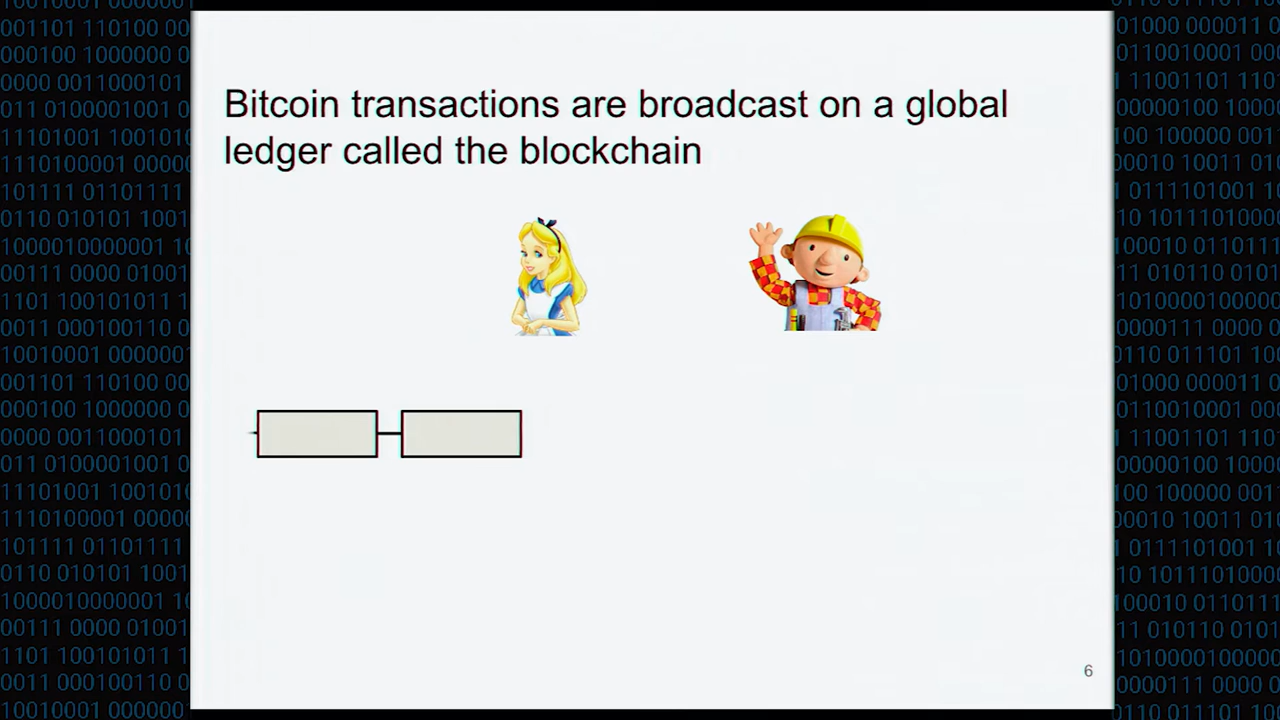 Bitcoin transactions are broadcast on a global
ledger called the blockchain
6